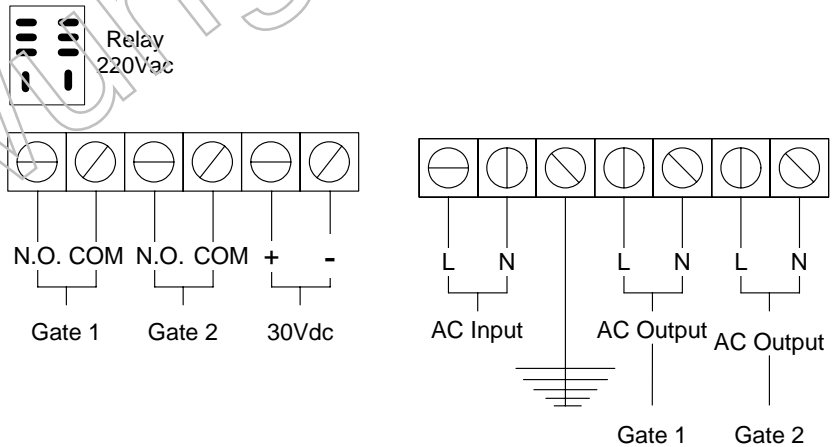 Relay
220Vac
N.O. COM N.O. COM + -
Gate 1 Gate 2 30Vdc
L N L N L N
AC Input AC Output AC Output
Gate 1 Gate 2